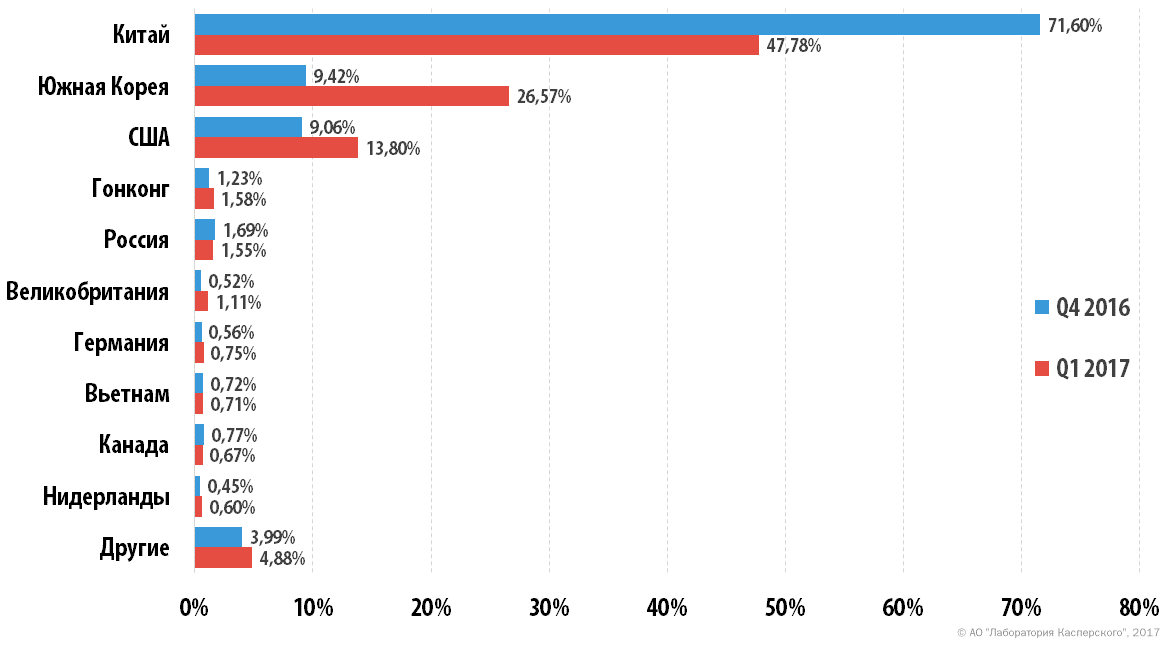 Китай
71,60%
47,78%
Южная Корея
9,42%
26,57%
США
9,06%
13,80%
Гонконг
1,23%
1,58%
Россия
1,69%
1,55%
Великобритания
0,52%
1,11%
Германия
0,56%
0,75%
Вьетнам
0,72%
0,71%
Канада
0,77%
0,67%
Нидерланды
0,45%
0,60%
Другие
3,99%
4,88%
Q4 2016
Q1 2017
0% 10% 20% 30% 40% 50% 60% 70% 80%
© АО "Лаборатория Касперского", 2017